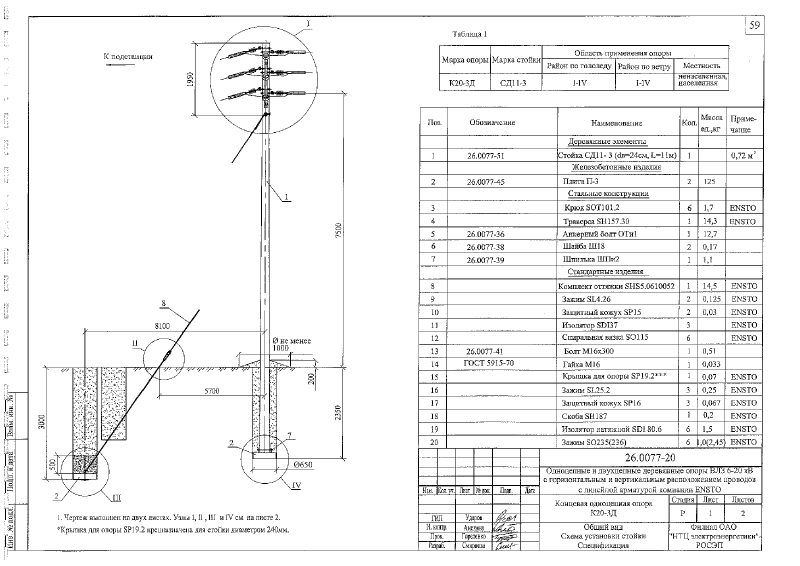 59
К подстанции
I
1950
1
7500
8
8100
II
Ø не менее
1000
200
5700
3000
2350
500
2
7
2
Ø650
III
IV
1. Чертеж выполнен на двух листах. Узлы I, II , III и IV см. на листе 2.
*Крышка для опоры SP19.2 предназначена для стойки диаметром 240мм.
Таблица 1
Марка опоры Марка стойки Область применения опоры
Район по гололеду Район по ветру Местность
К20-3Д СД11-3 I-IV I-IV ненаселенная, населенная
Поз. Обозначение Наименование Кол. Масса ед.,кг Приме-чание
Деревянные элементы
1 26.0077-51 Стойка СД11- 3 (dв=24см, L=11м) 1 0,72 м³
Железобетонные изделия
2 26.0077-45 Плита П-3 2 125
Стальные конструкции
3 Крюк SOT101.2 6 1,7 ENSTO
4 Траверса SH157.30 1 14,3 ENSTO
5 26.0077-36 Анкерный болт ОТн1 1 12,7
6 26.0077-38 Шайба Ш8 2 0,17
7 26.0077-39 Шпилька ШПн2 1 1,1
Стандартные изделия
8 Комплект оттяжки SHS5.0610052 1 14,5 ENSTO
9 Зажим SL4.26 2 0,125 ENSTO
10 Защитный кожух SP15 2 0,03 ENSTO
11 Изолятор SDI37 3 ENSTO
12 Спиральная вязка SO115 6 ENSTO
13 26.0077-41 Болт М16х300 1 0,51
14 ГОСТ 5915-70 Гайка М16 1 0,033
15 Крышка для опоры SP19.2*** 1 0,07 ENSTO
16 Зажим SL25.2 3 0,25 ENSTO
17 Защитный кожух SP16 3 0,067 ENSTO
18 Скоба SH187 1 0,2 ENSTO
19 Изолятор натяжной SDI 80.6 6 1,5 ENSTO
20 Зажим SO235(236) 6 1,0(2,45) ENSTO
26.0077-20
Одноцепные и двухцепные деревянные опоры ВЛЗ 6-20 кВ
с горизонтальным и вертикальным расположением проводов
с линейной арматурой компании ENSTO
Изм. Кол. уч. Лист № док. Подп. Дата
Концевая одноцепная опора
К20-3Д
Стадия Лист Листов
Р 1 2
ГИП Ударов
Н. контр.
Пров.
Разраб. Смирнова
Общий вид
Схема установки стойки
Спецификация
Филиал ОАО
"НТЦ электроэнергетики"-
РОСЭП
Взам. инв. №
Подп. и дата
Инв. № подл.